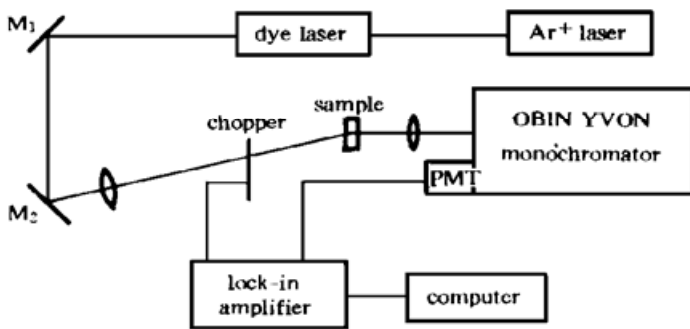 M₁
dye laser
Ar⁺ laser
sample
chopper
OBIN YVON
monochromator
PMT
M₂
lock-in
amplifier
computer